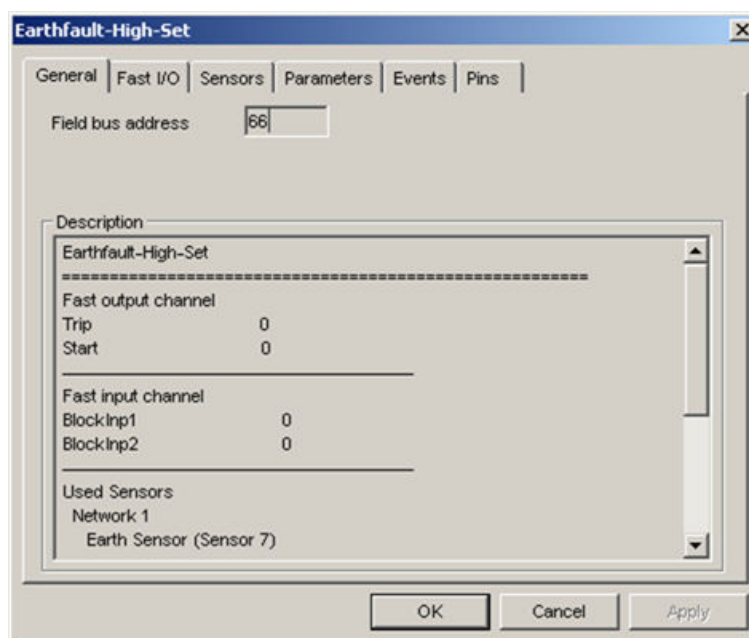 Earthfault-High-Set
General Fast I/O Sensors Parameters Events Pins
Field bus address 66
Description
Earthfault-High-Set
=======================================================
Fast output channel
Trip 0
Start 0
Fast input channel
BlockInp1 0
BlockInp2 0
Used Sensors
Network 1
Earth Sensor (Sensor 7)
OK Cancel Apply